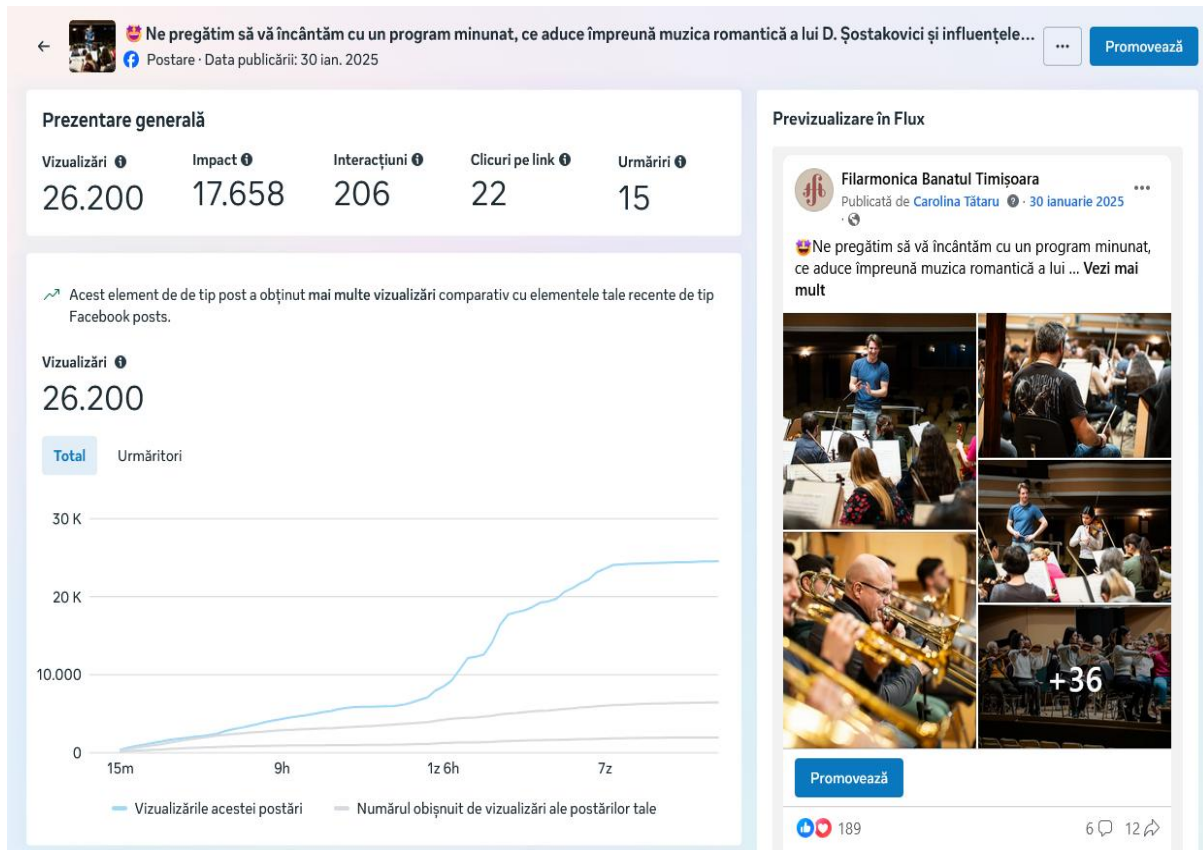 🤩 Ne pregătim să vă încântăm cu un program minunat, ce aduce împreună muzica romantică a lui D. Șostakovici și influențele...
Postare · Data publicării: 30 ian. 2025
...
Promovează
Prezentare generală
Vizualizări
Impact
Interacțiuni
Clicuri pe link
Urmăriri
26.200
17.658
206
22
15
Acest element de de tip post a obținut mai multe vizualizări comparativ cu elementele tale recente de tip
Facebook posts.
Vizualizări
26.200
Total
Urmăritori
30 K
20 K
10.000
0
15m
9h
1z 6h
7z
Vizualizările acestei postări
Numărul obișnuit de vizualizări ale postărilor tale
Previzualizare în Flux
Filarmonica Banatul Timișoara
Publicată de Carolina Tătaru · 30 ianuarie 2025
·
🤩Ne pregătim să vă încântăm cu un program minunat,
ce aduce împreună muzica romantică a lui ... Vezi mai
mult
+36
Promovează
189
6
12